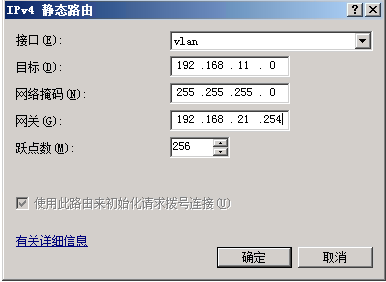 IPv4 静态路由
接口(E):
vlan
目标(D):
192 .168 .11 . 0
网络掩码(N):
255 .255 .255 . 0
网关(G):
192 .168 .21 .254
跃点数(M):
256
使用此路由来初始化请求拨号连接(U)
有关详细信息
确定
取消